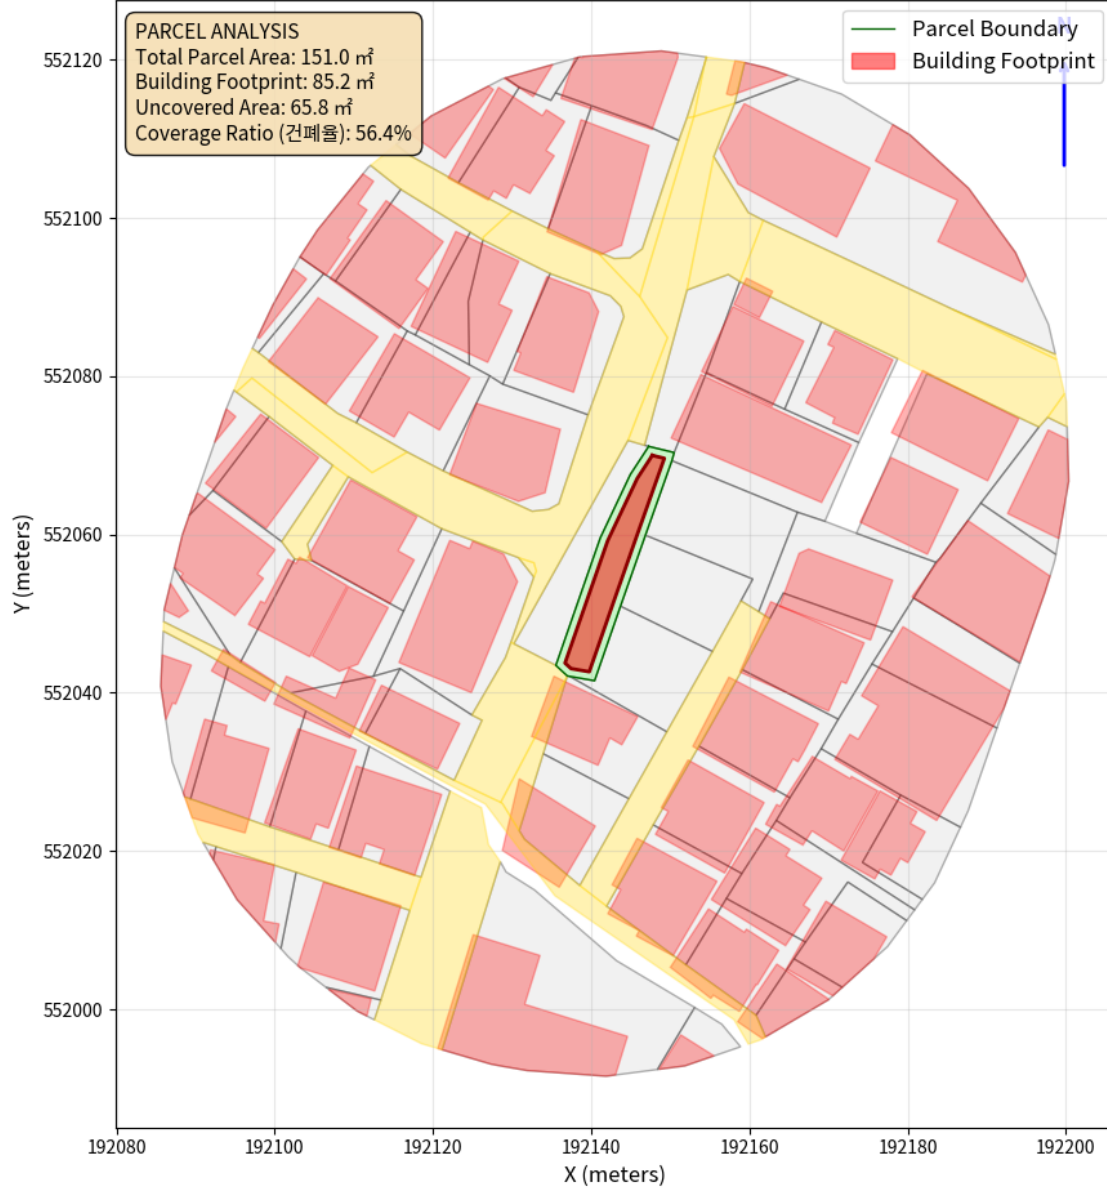 PARCEL ANALYSIS
Total Parcel Area: 151.0 ㎡
Building Footprint: 85.2 ㎡
Uncovered Area: 65.8 ㎡
Coverage Ratio (건폐율): 56.4%
N
Parcel Boundary
Building Footprint
552120
552100
552080
552060
552040
552020
552000
Y (meters)
192080
192100
192120
192140
192160
192180
192200
X (meters)